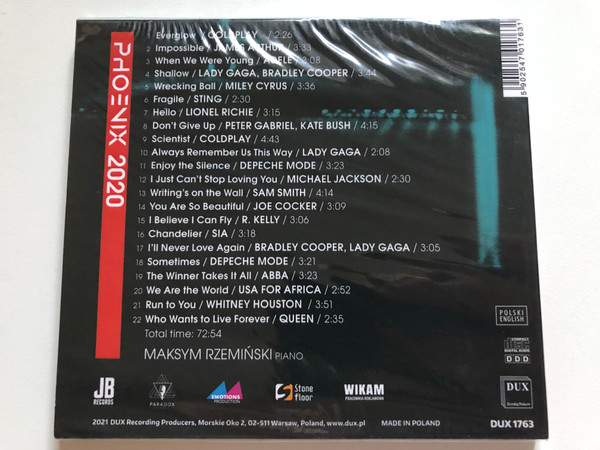 Everglow / COLDPLAY / 2:26
2 Impossible / JAMES ARTHUR / 3:33
3 When We Were Young / ADELE / 2:08
4 Shallow / LADY GAGA, BRADLEY COOPER / 3:44
5 Wrecking Ball / MILEY CYRUS / 3:36
6 Fragile / STING / 2:30
7 Hello / LIONEL RICHIE / 3:15
8 Don't Give Up / PETER GABRIEL, KATE BUSH / 4:15
9 Scientist / COLDPLAY / 4:43
10 Always Remember Us This Way / LADY GAGA / 2:08
11 Enjoy the Silence / DEPECHE MODE / 3:23
12 I Just Can't Stop Loving You / MICHAEL JACKSON / 2:30
13 Writing's on the Wall / SAM SMITH / 4:14
14 You Are So Beautiful / JOE COCKER / 3:09
15 I Believe I Can Fly / R. KELLY / 3:06
16 Chandelier / SIA / 3:18
17 I'll Never Love Again / BRADLEY COOPER, LADY GAGA / 3:05
18 Sometimes / DEPECHE MODE / 3:21
19 The Winner Takes It All / ABBA / 3:23
20 We Are the World / USA FOR AFRICA / 2:52
21 Run to You / WHITNEY HOUSTON / 3:51
22 Who Wants to Live Forever / QUEEN / 2:35
Total time: 72:54
MAKSYM RZEMIŃSKI PIANO
PHOENIX 2020
5 902547 017631
POLSKI
ENGLISH
COMPACT
disc
DIGITAL AUDIO
DDD
JB
RECORDS
PARADOX
EMOTIONS
PRODUCTION
Stone
floor
WIKAM
PRACOWNIA REKLAMOWA
DUX
Recording Producers
2021 DUX Recording Producers, Morskie Oko 2, 02-511 Warsaw, Poland, www.dux.pl
MADE IN POLAND
DUX 1763